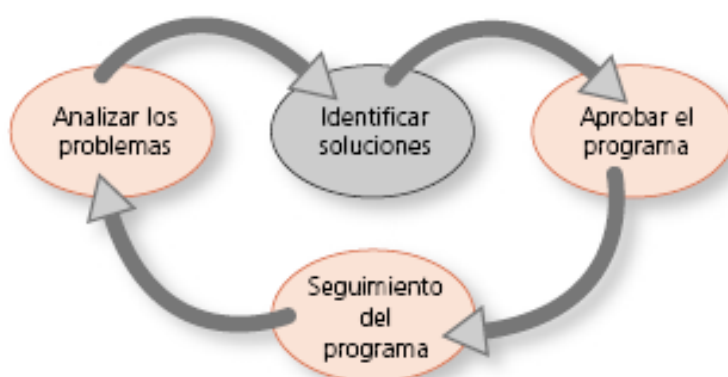 Analizar los
problemas
Identificar
soluciones
Aprobar el
programa
Seguimiento
del
programa